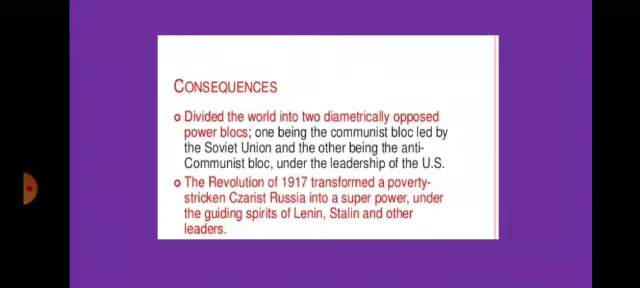 CONSEQUENCES
Divided the world into two diametrically opposed
power blocs; one being the communist bloc led by
the Soviet Union and the other being the anti-
Communist bloc, under the leadership of the U.S.
The Revolution of 1917 transformed a poverty-
stricken Czarist Russia into a super power, under
the guiding spirits of Lenin, Stalin and other
leaders.